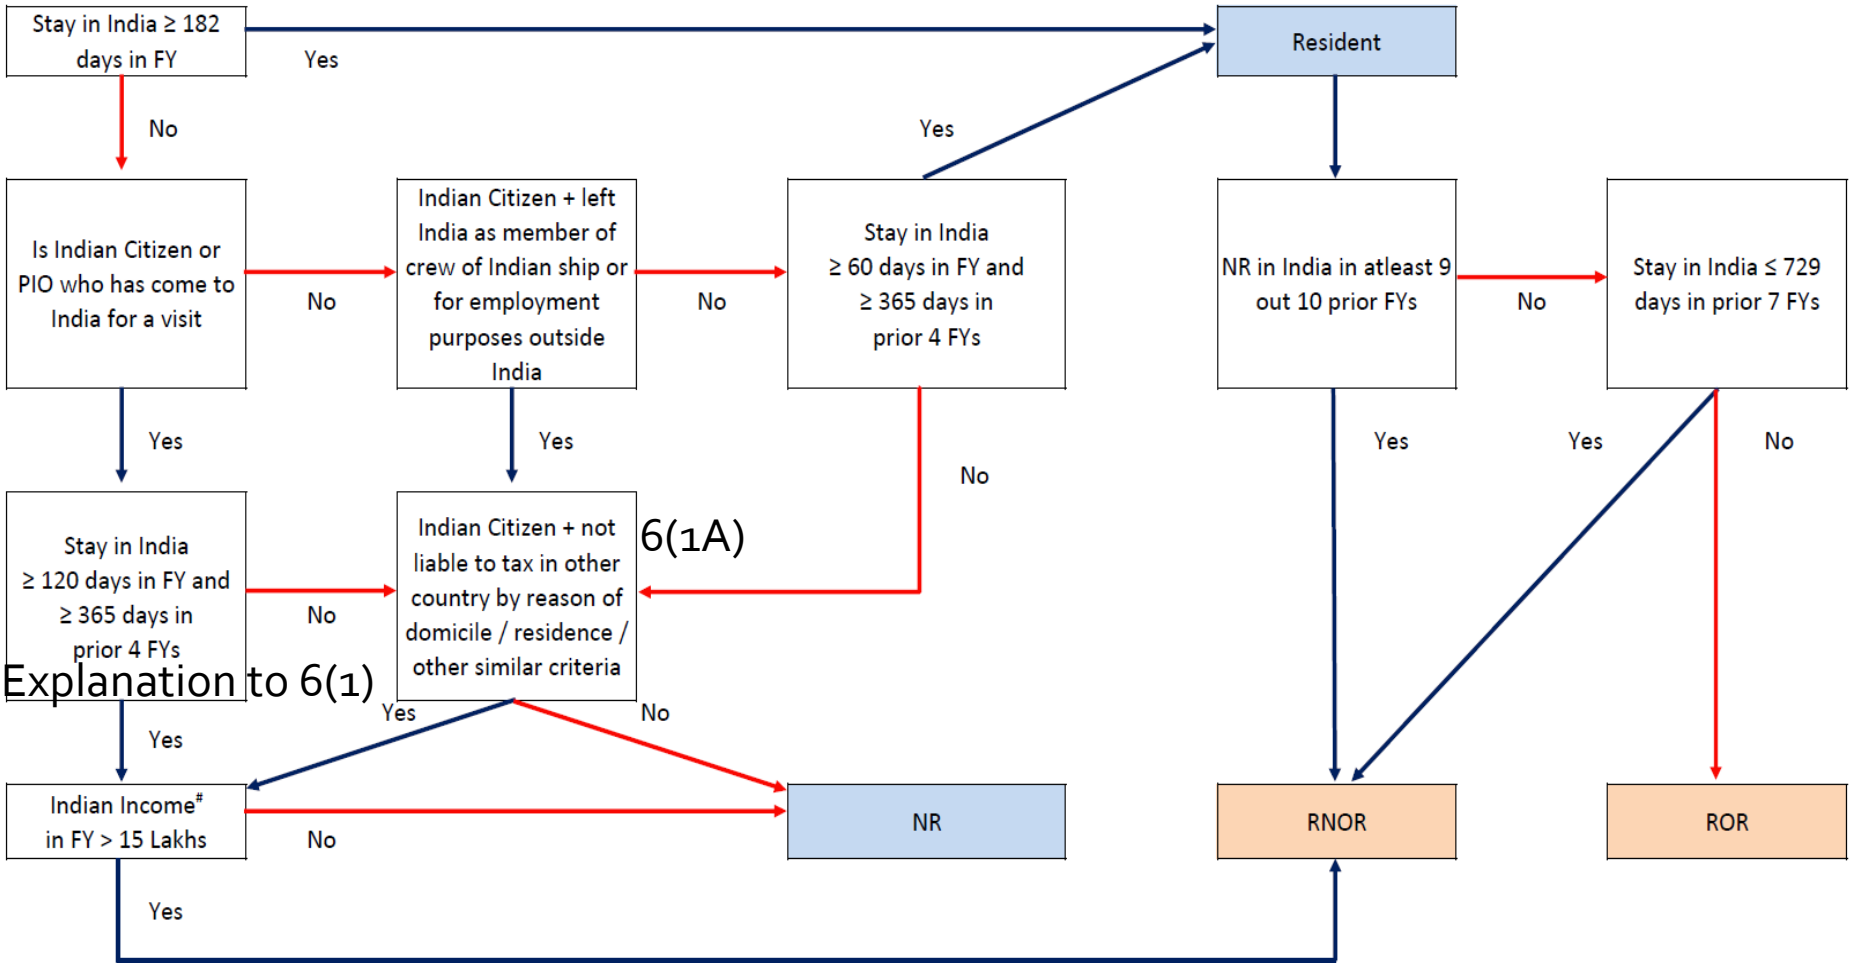 Stay in India ≥ 182
days in FY
Yes
Resident
No
Yes
Is Indian Citizen or
PIO who has come to
India for a visit
No
Indian Citizen + left
India as member of
crew of Indian ship or
for employment
purposes outside
India
No
Stay in India
≥ 60 days in FY and
≥ 365 days in
prior 4 FYs
NR in India in atleast 9
out 10 prior FYs
No
Stay in India ≤ 729
days in prior 7 FYs
Yes
Yes
No
Yes
Yes
No
Stay in India
≥ 120 days in FY and
≥ 365 days in
prior 4 FYs
Explanation to 6(1)
No
Indian Citizen + not
liable to tax in other
country by reason of
domicile / residence /
other similar criteria
6(1A)
Yes
Yes
No
Indian Income#
in FY > 15 Lakhs
No
NR
RNOR
ROR
Yes